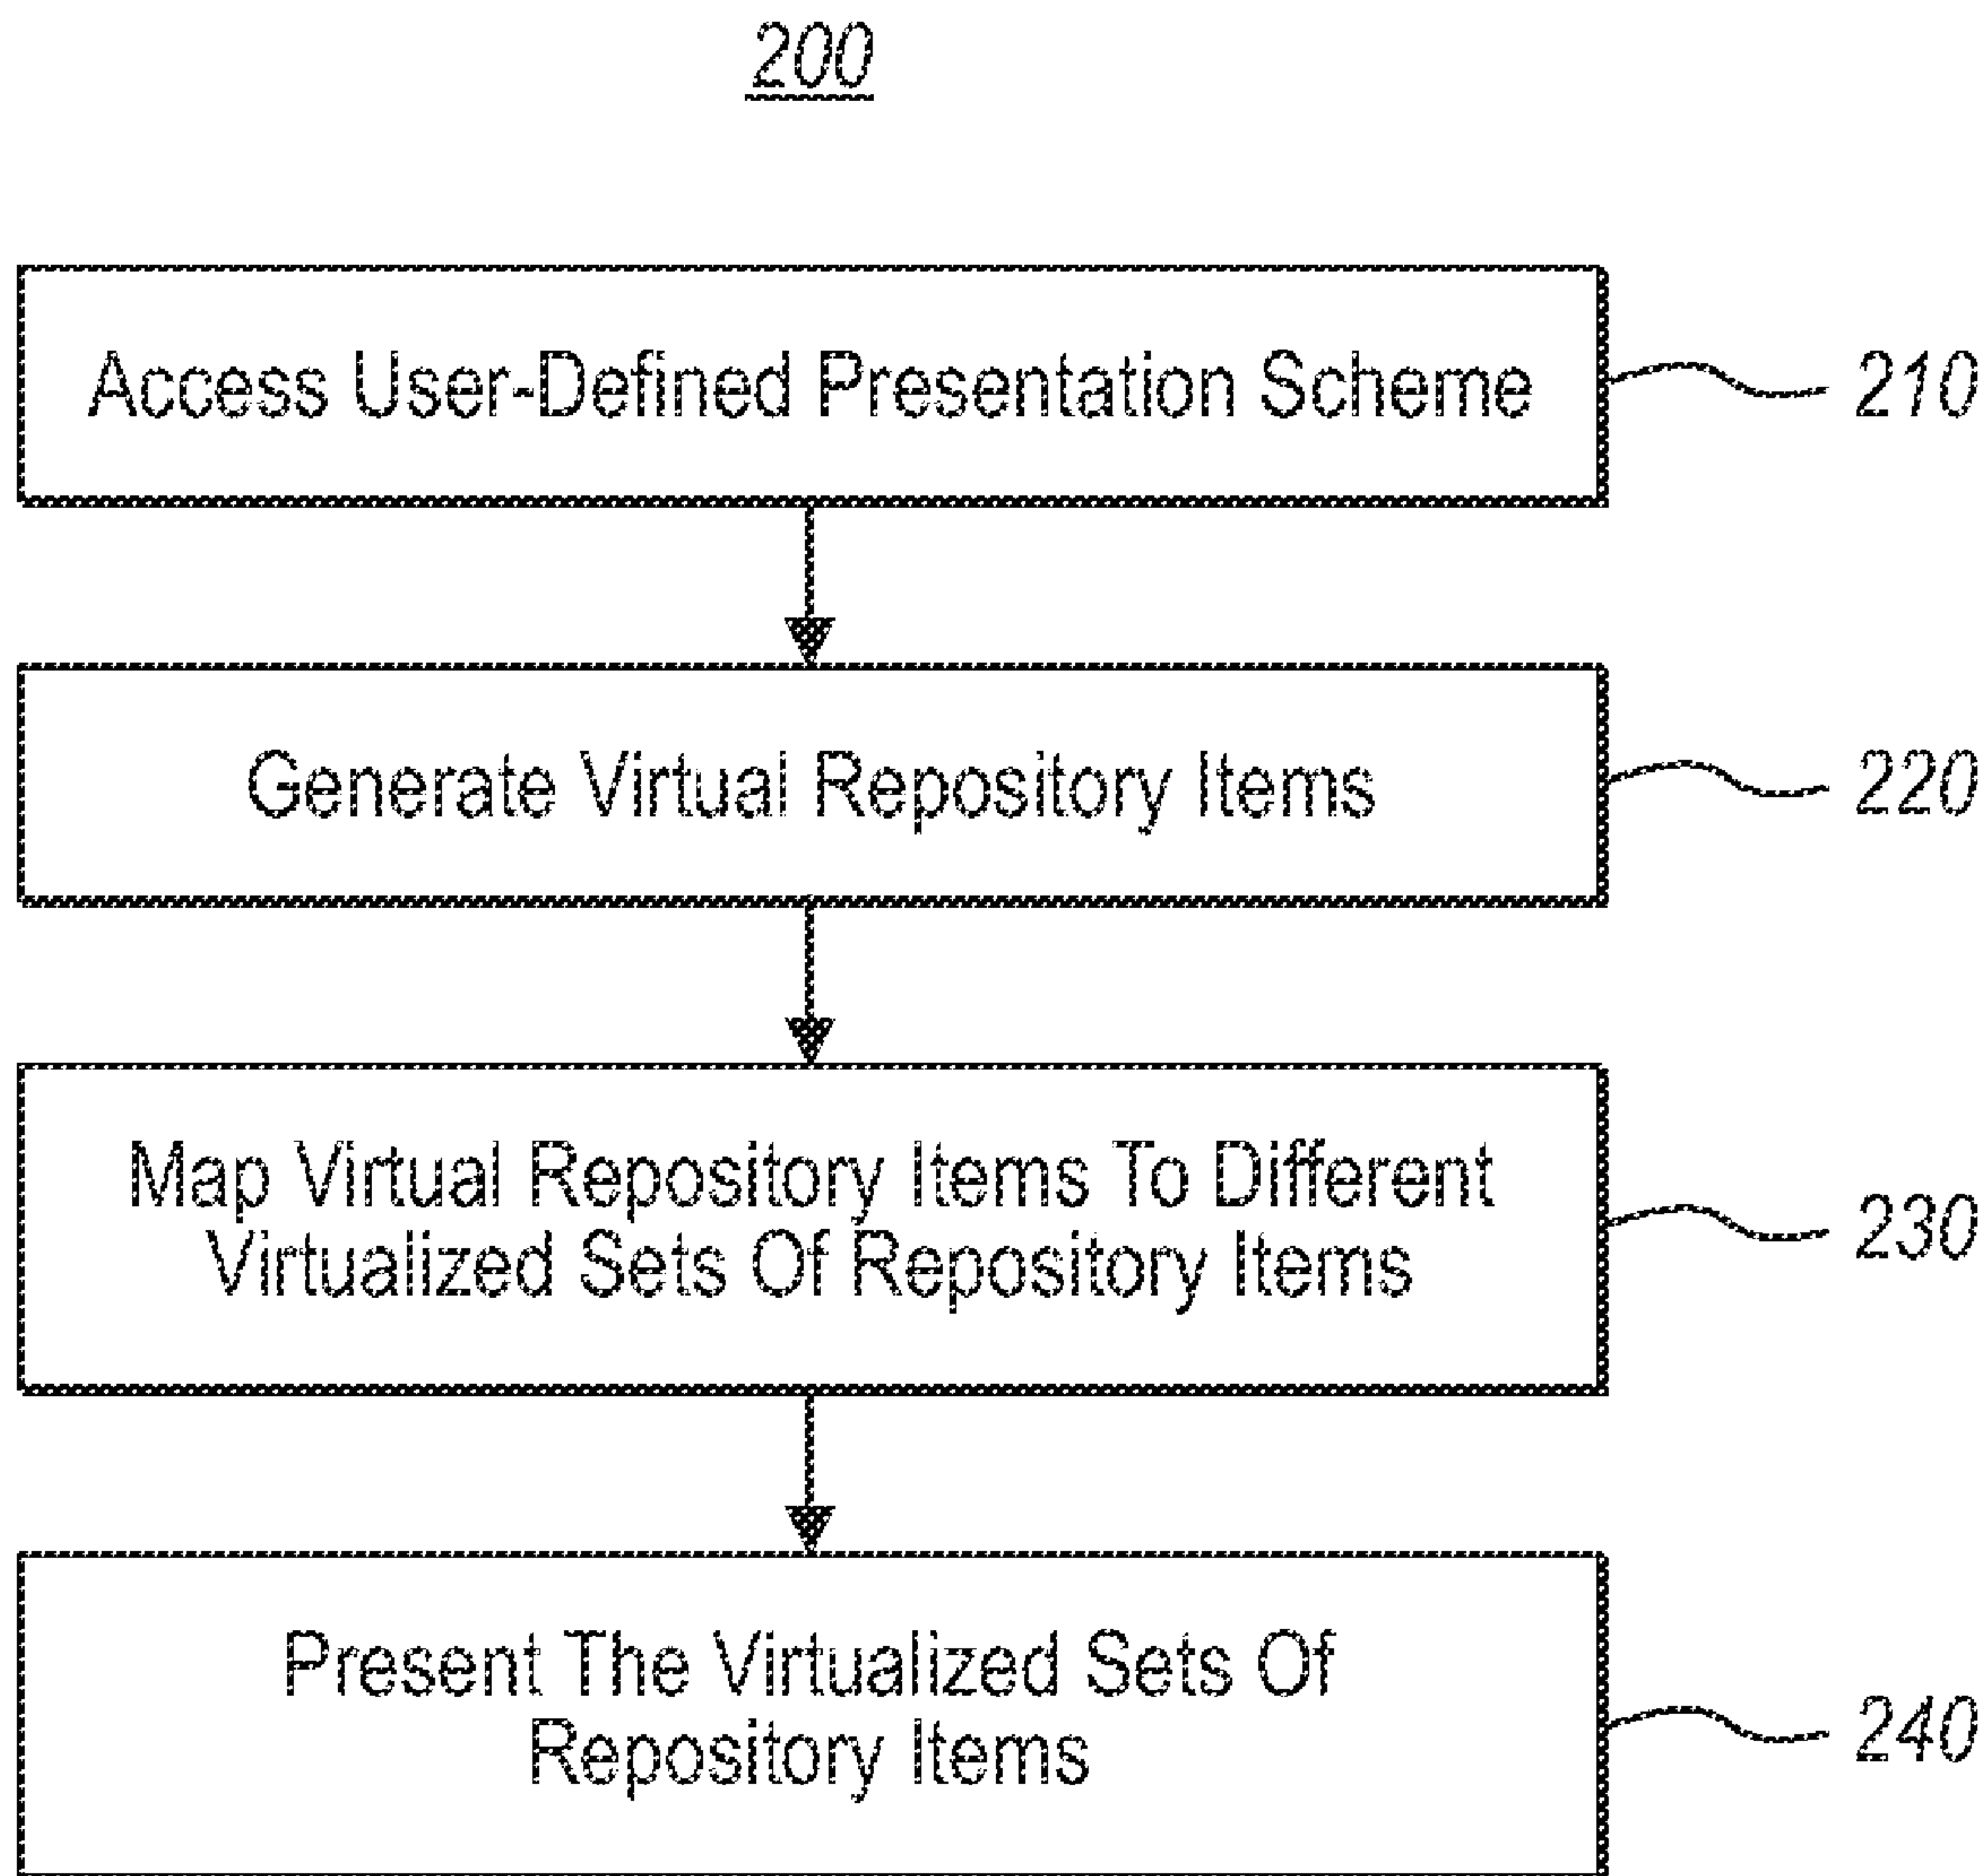 200
Access User-Defined Presentation Scheme
210
Generate Virtual Repository Items
220
Map Virtual Repository Items To Different
Virtualized Sets Of Repository Items
230
Present The Virtualized Sets Of
Repository Items
240